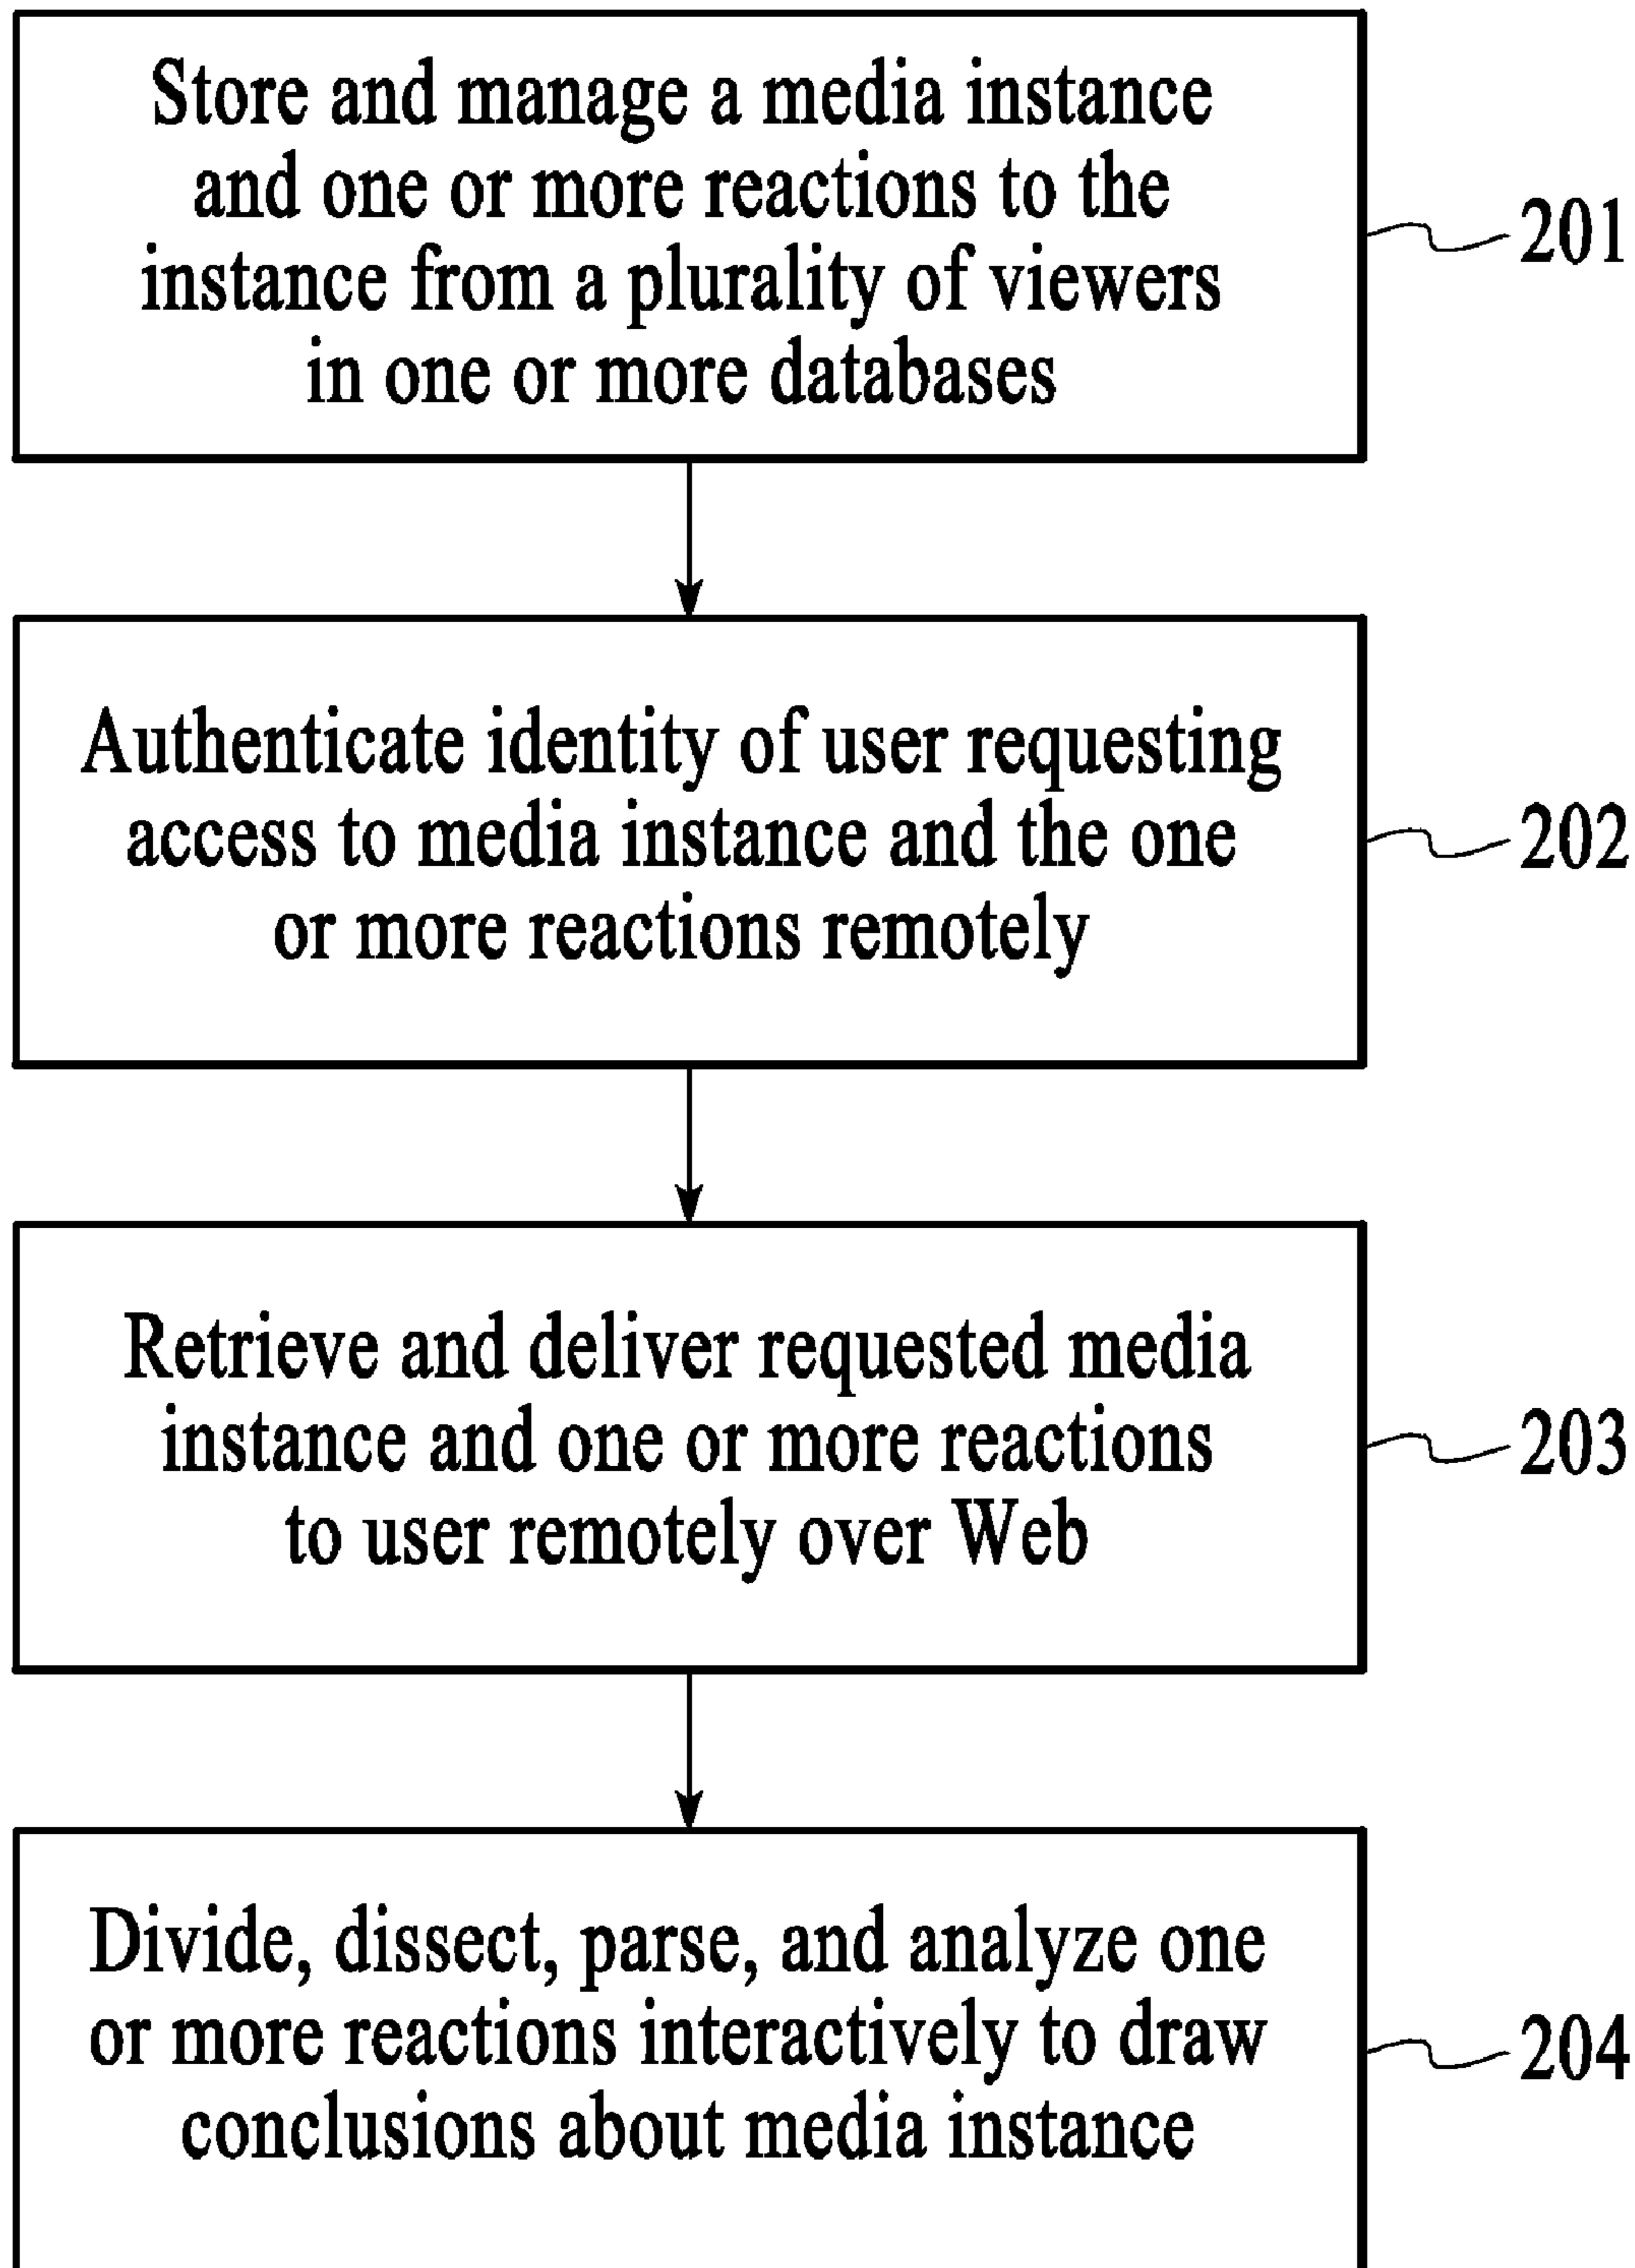 Store and manage a media instance
and one or more reactions to the
instance from a plurality of viewers
in one or more databases
201
Authenticate identity of user requesting
access to media instance and the one
or more reactions remotely
202
Retrieve and deliver requested media
instance and one or more reactions
to user remotely over Web
203
Divide, dissect, parse, and analyze one
or more reactions interactively to draw
conclusions about media instance
204